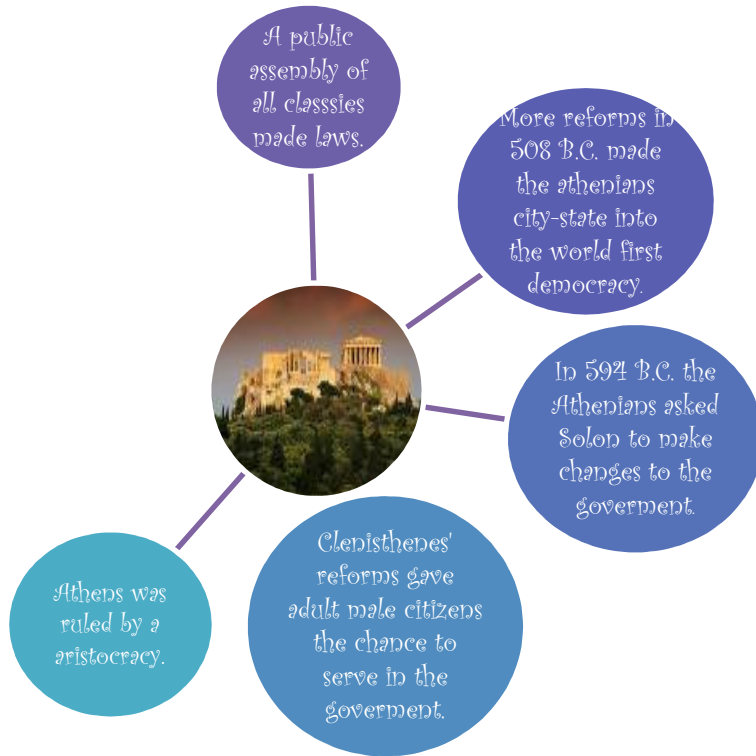 A public
assembly of
all classsies
made laws.
More reforms in
508 B.C. made
the athenians
city-state into
the world first
democracy.
In 594 B.C. the
Athenians asked
Solon to make
changes to the
goverment.
Clenisthenes'
reforms gave
adult male citizens
the chance to
serve in the
goverment.
Athens was
ruled by a
aristocracy.